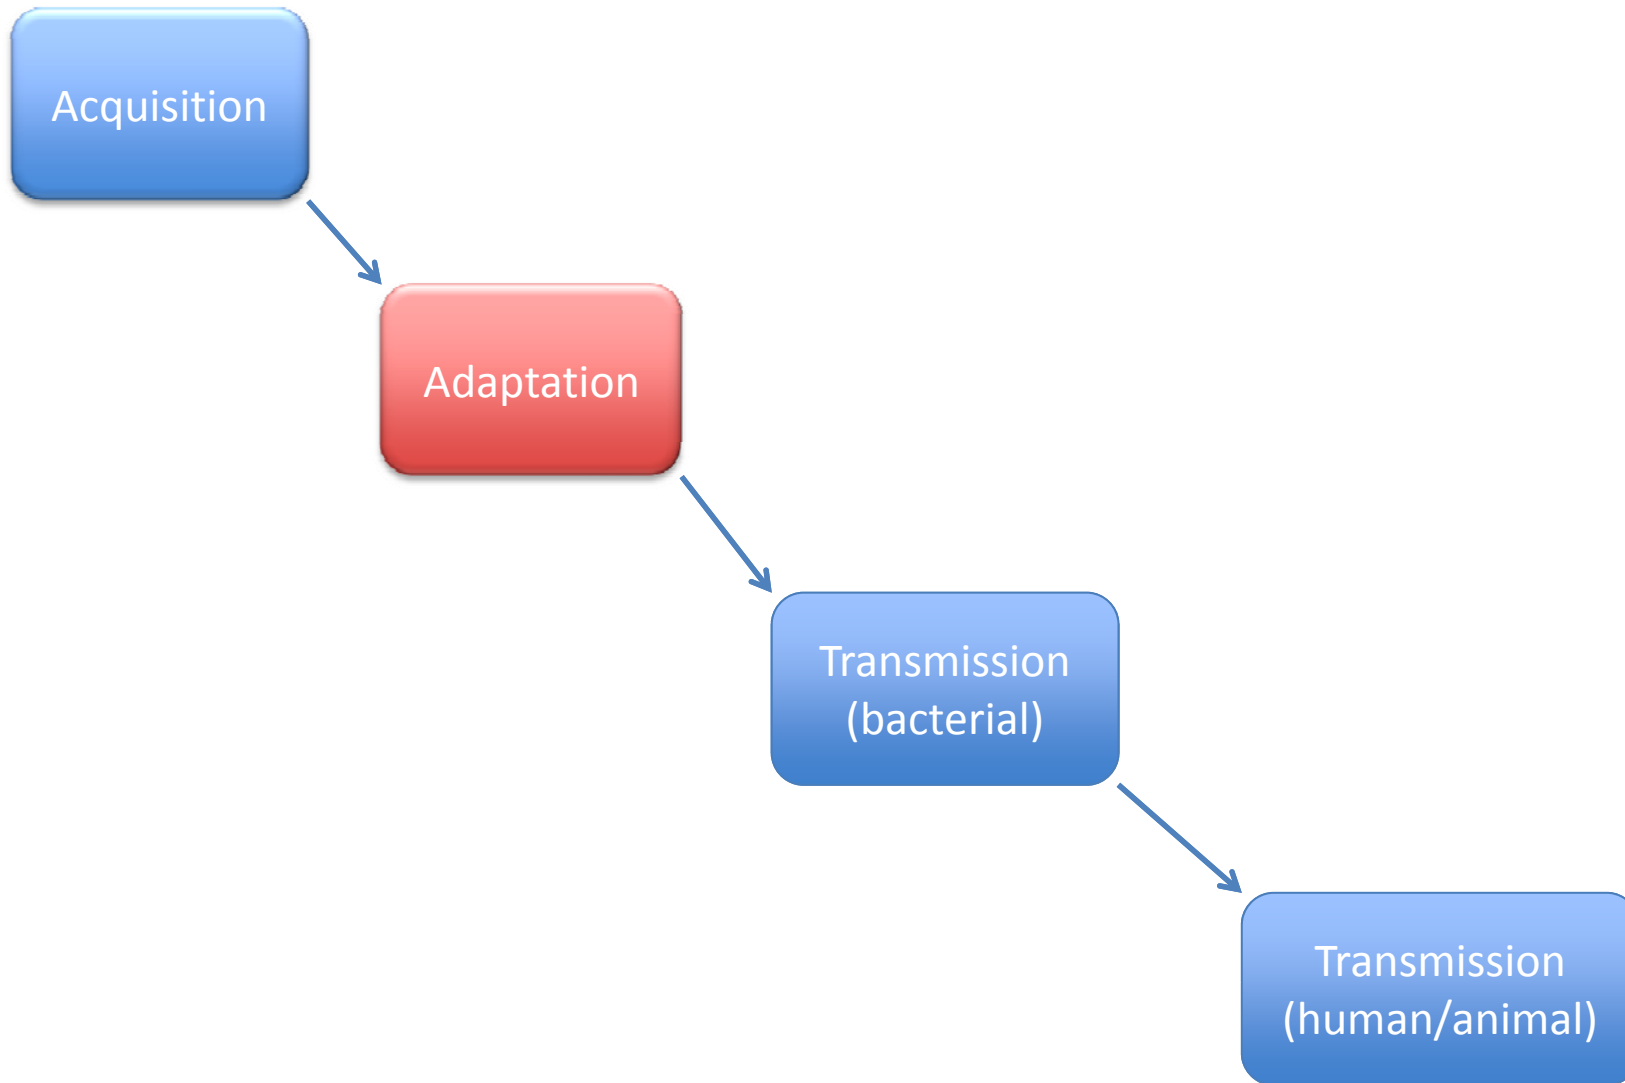 Acquisition
Adaptation
Transmission
(bacterial)
Transmission
(human/animal)